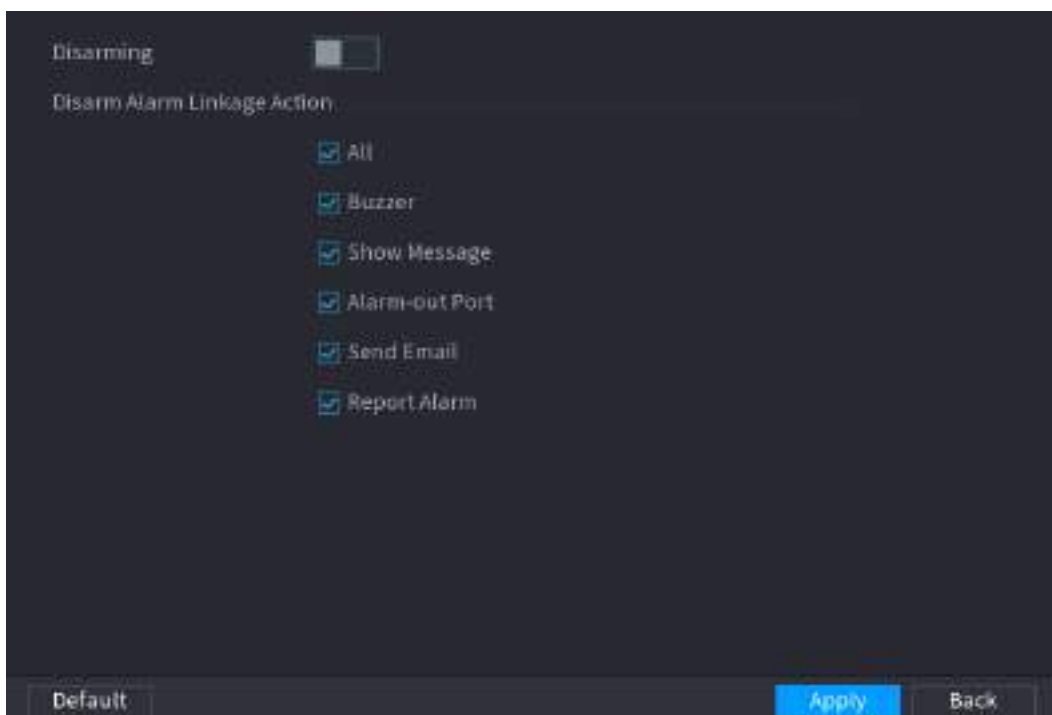 Disarming
Disarm Alarm Linkage Action
All
Buzzer
Show Message
Alarm-out Port
Send Email
Report Alarm
Default Apply Back